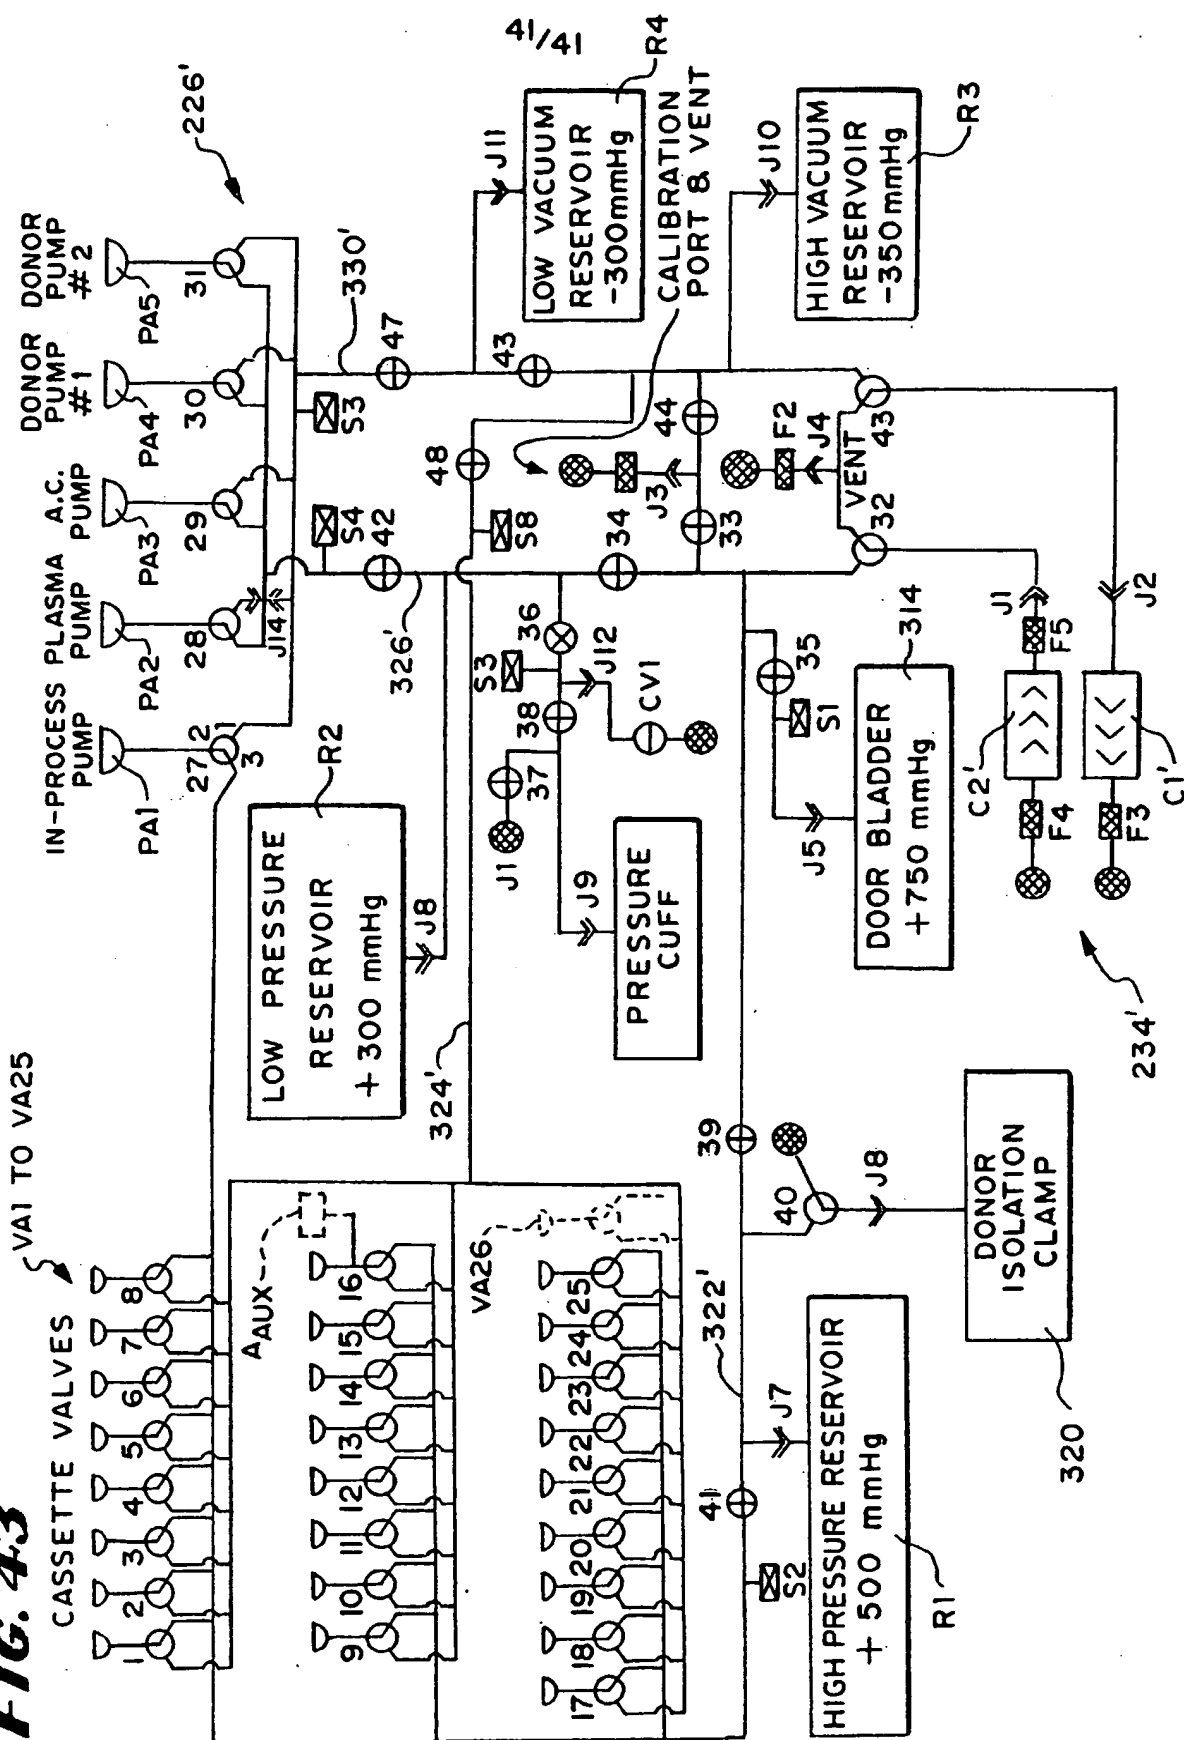 41/41
FIG. 43
CASSETTE VALVES
VA1 TO VA25
1
2
3
4
5
6
7
8
A AUX
9
10
11
12
13
14
15
16
VA26
17
18
19
20
21
22
23
24
25
IN-PROCESS PUMP
PLASMA PUMP
A.C. PUMP
DONOR PUMP #1
DONOR PUMP #2
226'
PA1
PA2
PA3
PA4
PA5
27
2
3
28
29
30
31
J14
S4
S3
330'
42
47
326'
324'
LOW PRESSURE
RESERVOIR
+300 mmHg
R2
J8
J11
LOW VACUUM
RESERVOIR
-300mmHg
R4
43
48
S8
CALIBRATION
PORT & VENT
36
S3
38
37
J1
J12
CV1
J9
PRESSURE
CUFF
34
J3
33
44
J10
HIGH VACUUM
RESERVOIR
-350mmHg
R3
F2
J4
VENT
32
43
35
S1
J5
DOOR BLADDER
+750 mmHg
314
J1
F5
C2'
F4
J2
C1'
F3
234'
39
40
J8
DONOR
ISOLATION
CLAMP
320
322'
41
S2
J7
HIGH PRESSURE RESERVOIR
+ 500 mmHg
R1